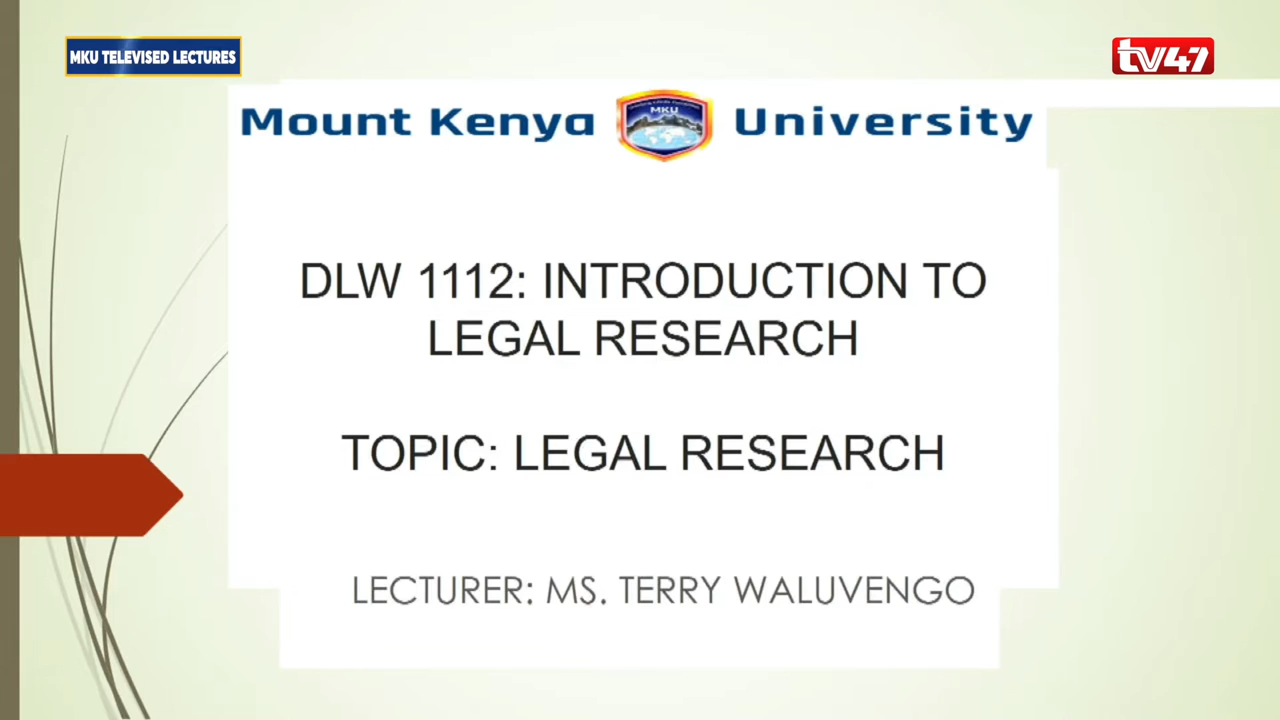 MKU TELEVISED LECTURES
tv47
Mount Kenya MKU University
DLW 1112: INTRODUCTION TO
LEGAL RESEARCH
TOPIC: LEGAL RESEARCH
LECTURER: MS. TERRY WALUVENGO